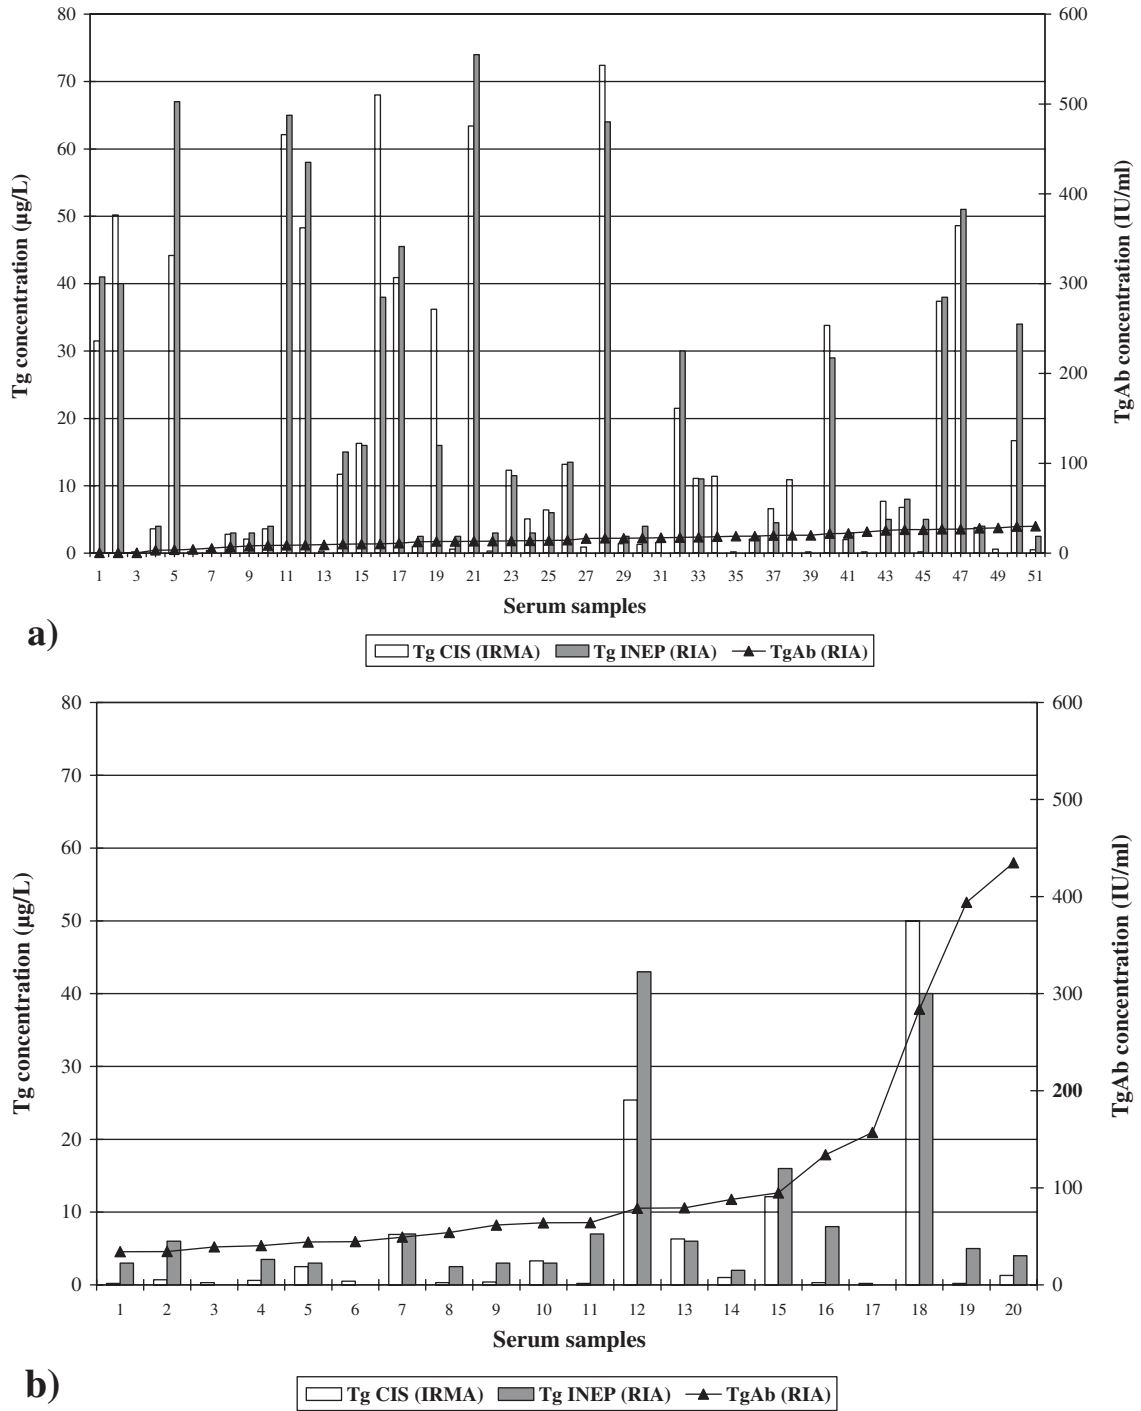 80
70
60
50
40
30
20
10
0
Tg concentration (µg/L)
600
500
400
300
200
100
0
TgAb concentration (IU/ml)
1 3 5 7 9 11 13 15 17 19 21 23 25 27 29 31 33 35 37 39 41 43 45 47 49 51
Serum samples
a)
Tg CIS (IRMA) Tg INEP (RIA) TgAb (RIA)
80
70
60
50
40
30
20
10
0
Tg concentration (µg/L)
600
500
400
300
200
100
0
TgAb concentration (IU/ml)
1 2 3 4 5 6 7 8 9 10 11 12 13 14 15 16 17 18 19 20
Serum samples
b)
Tg CIS (IRMA) Tg INEP (RIA) TgAb (RIA)